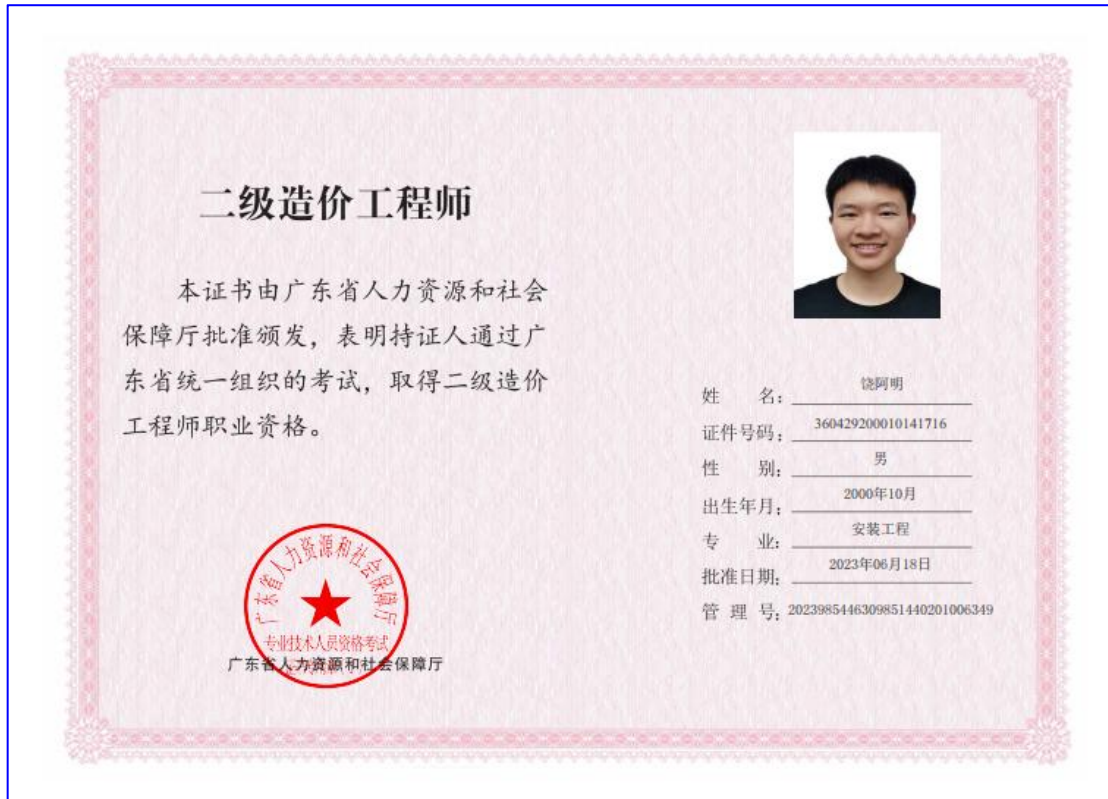 二级造价工程师
本证书由广东省人力资源和社会
保障厅批准颁发，表明持证人通过广
东省统一组织的考试，取得二级造价
工程师职业资格。
姓名：饶阿明
证件号码：360429200010141716
性别：男
出生年月：2000年10月
专业：安装工程
批准日期：2023年06月18日
管理号：2023985446309851440201006349
广东省人力资源和社会保障厅
专业技术人员资格考试
广东省人力资源和社会保障厅